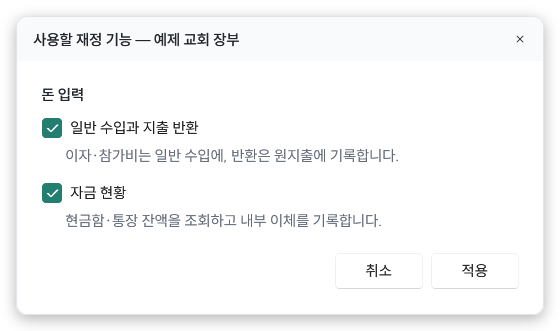 사용할 재정 기능 — 예제 교회 장부 ×
돈 입력
일반 수입과 지출 반환
이자·참가비는 일반 수입에, 반환은 원지출에 기록합니다.
자금 현황
현금함·통장 잔액을 조회하고 내부 이체를 기록합니다.
취소 적용